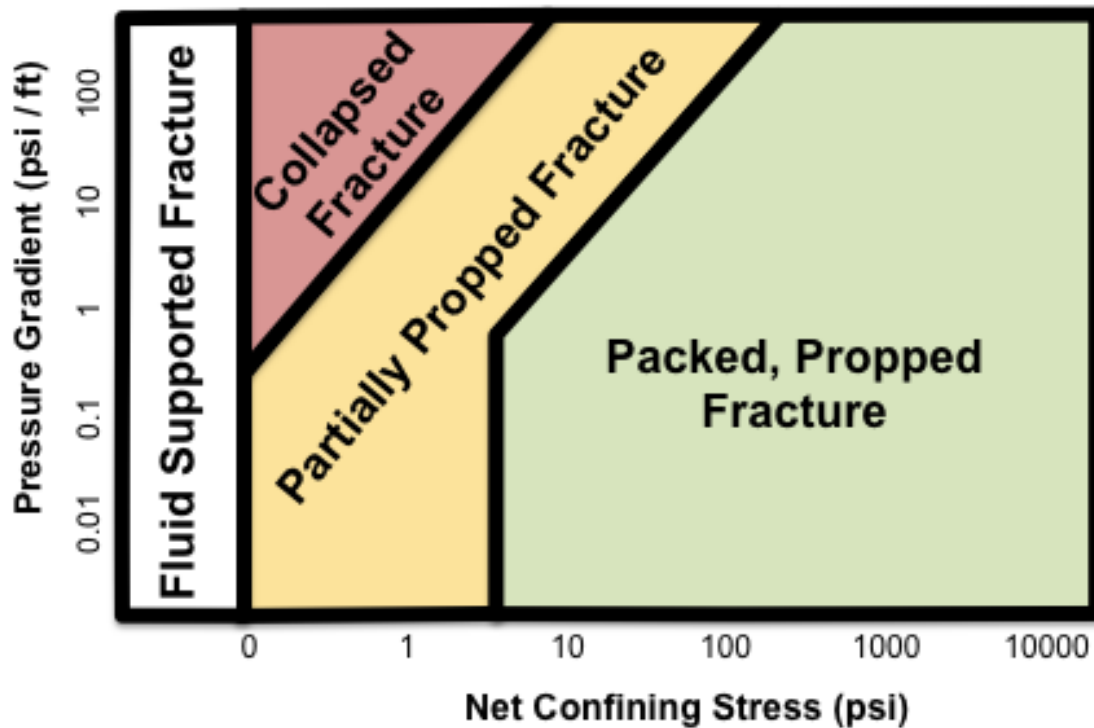 Pressure Gradient (psi / ft)
100
10
1
0.1
0.01
Fluid Supported Fracture
Collapsed
Fracture
Partially Propped Fracture
Packed, Propped
Fracture
0 1 10 100 1000 10000
Net Confining Stress (psi)